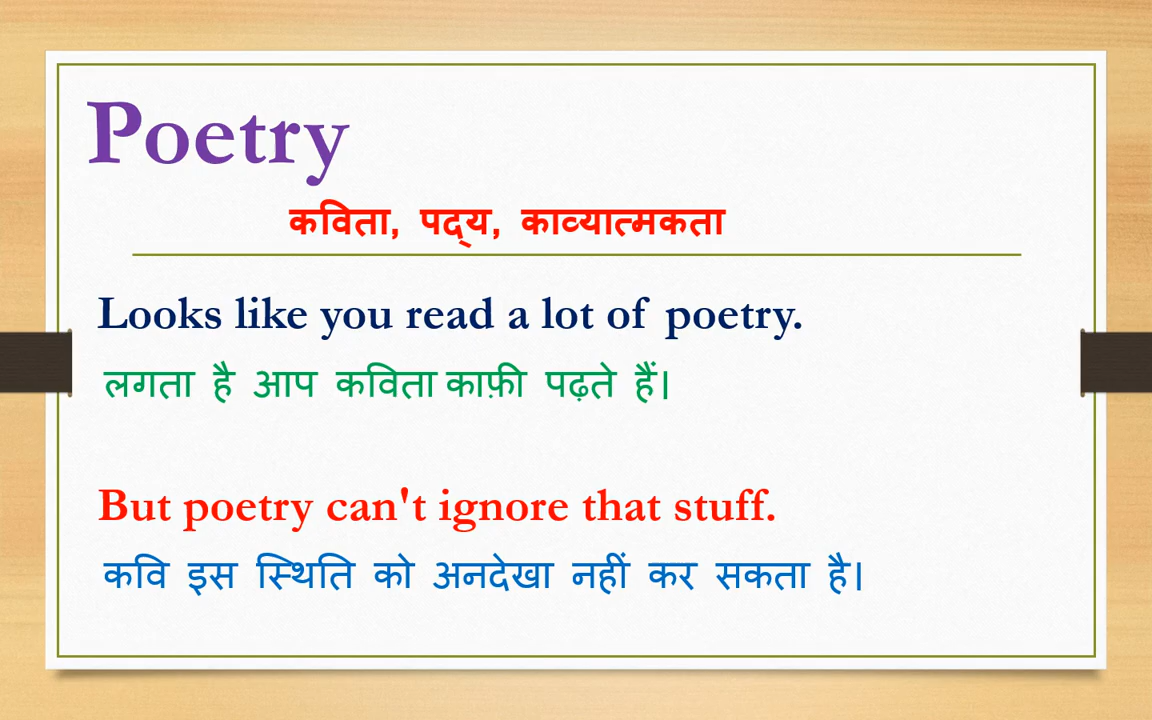 Poetry
कविता, पद्य, काव्यात्मकता
Looks like you read a lot of poetry.
लगता है आप कविता काफ़ी पढ़ते हैं।
But poetry can't ignore that stuff.
कवि इस स्थिति को अनदेखा नहीं कर सकता है।